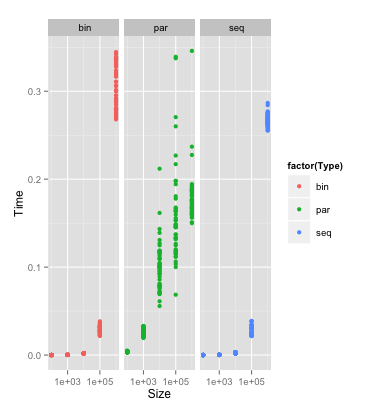 bin par seq
0.3
0.2
0.1
0.0
Time
1e+03 1e+05 1e+03 1e+05 1e+03 1e+05
Size
factor(Type)
bin
par
seq